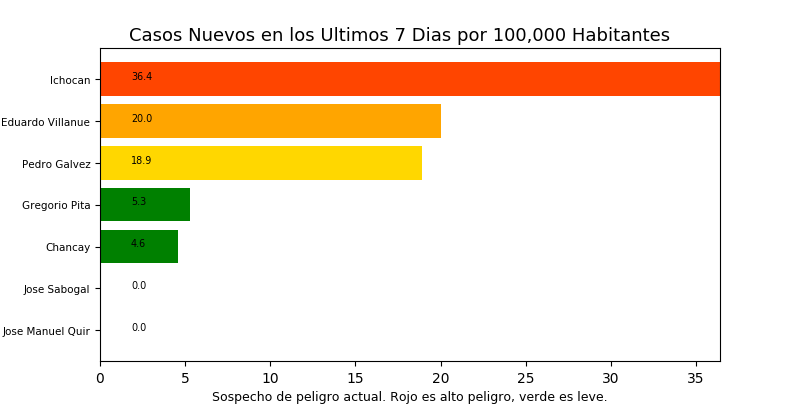 Casos Nuevos en los Ultimos 7 Dias por 100,000 Habitantes
Ichocan 36.4
Eduardo Villanue 20.0
Pedro Galvez 18.9
Gregorio Pita 5.3
Chancay 4.6
Jose Sabogal 0.0
Jose Manuel Quir 0.0
0 5 10 15 20 25 30 35
Sospecho de peligro actual. Rojo es alto peligro, verde es leve.